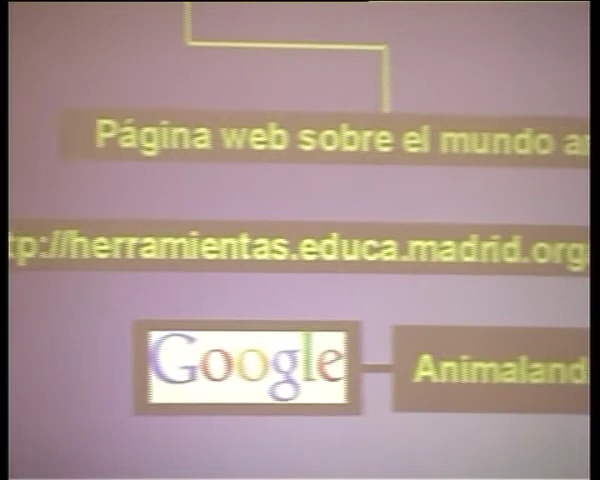 Página web sobre el mundo
tp://herramientas.educa.madrid.org
Google
Animaland